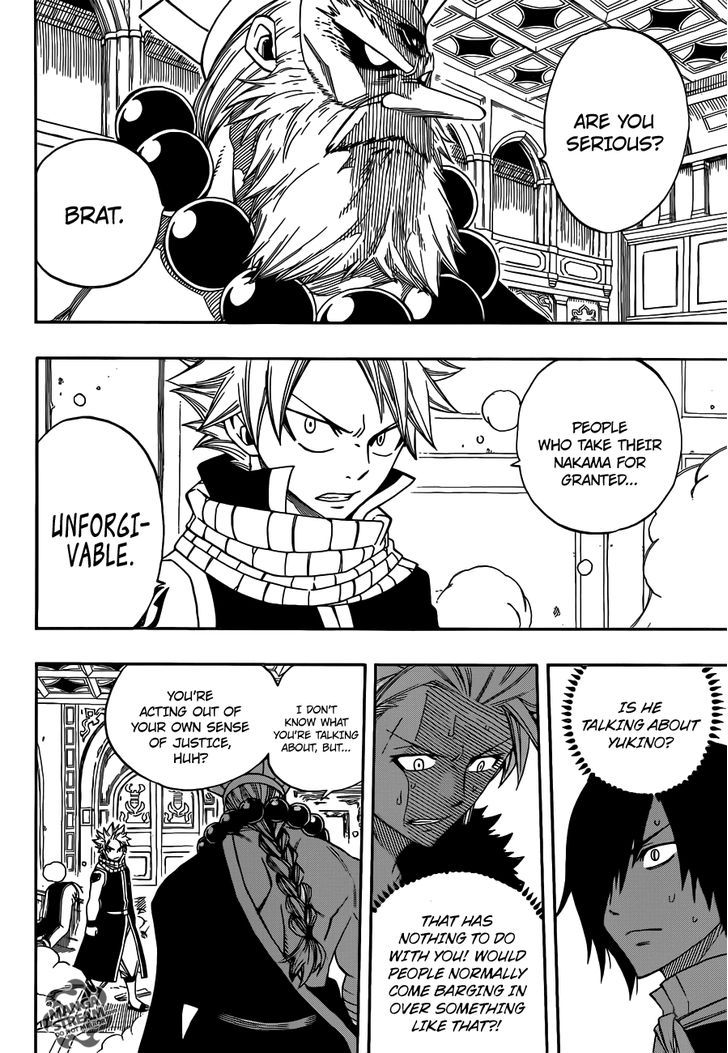 ARE YOU
SERIOUS?
BRAT.
PEOPLE
WHO TAKE THEIR
NAKAMA FOR
GRANTED...
UNFORGI-
VABLE.
IS HE
TALKING ABOUT
YUKINO?
THAT HAS
NOTHING TO DO
WITH YOU! WOULD
PEOPLE NORMALLY
COME BARGING IN
OVER SOMETHING
LIKE THAT?!
I DON'T
KNOW WHAT
YOU'RE TALKING
ABOUT, BUT...
YOU'RE
ACTING OUT OF
YOUR OWN SENSE
OF JUSTICE,
HUH?
MANGA
STREAM